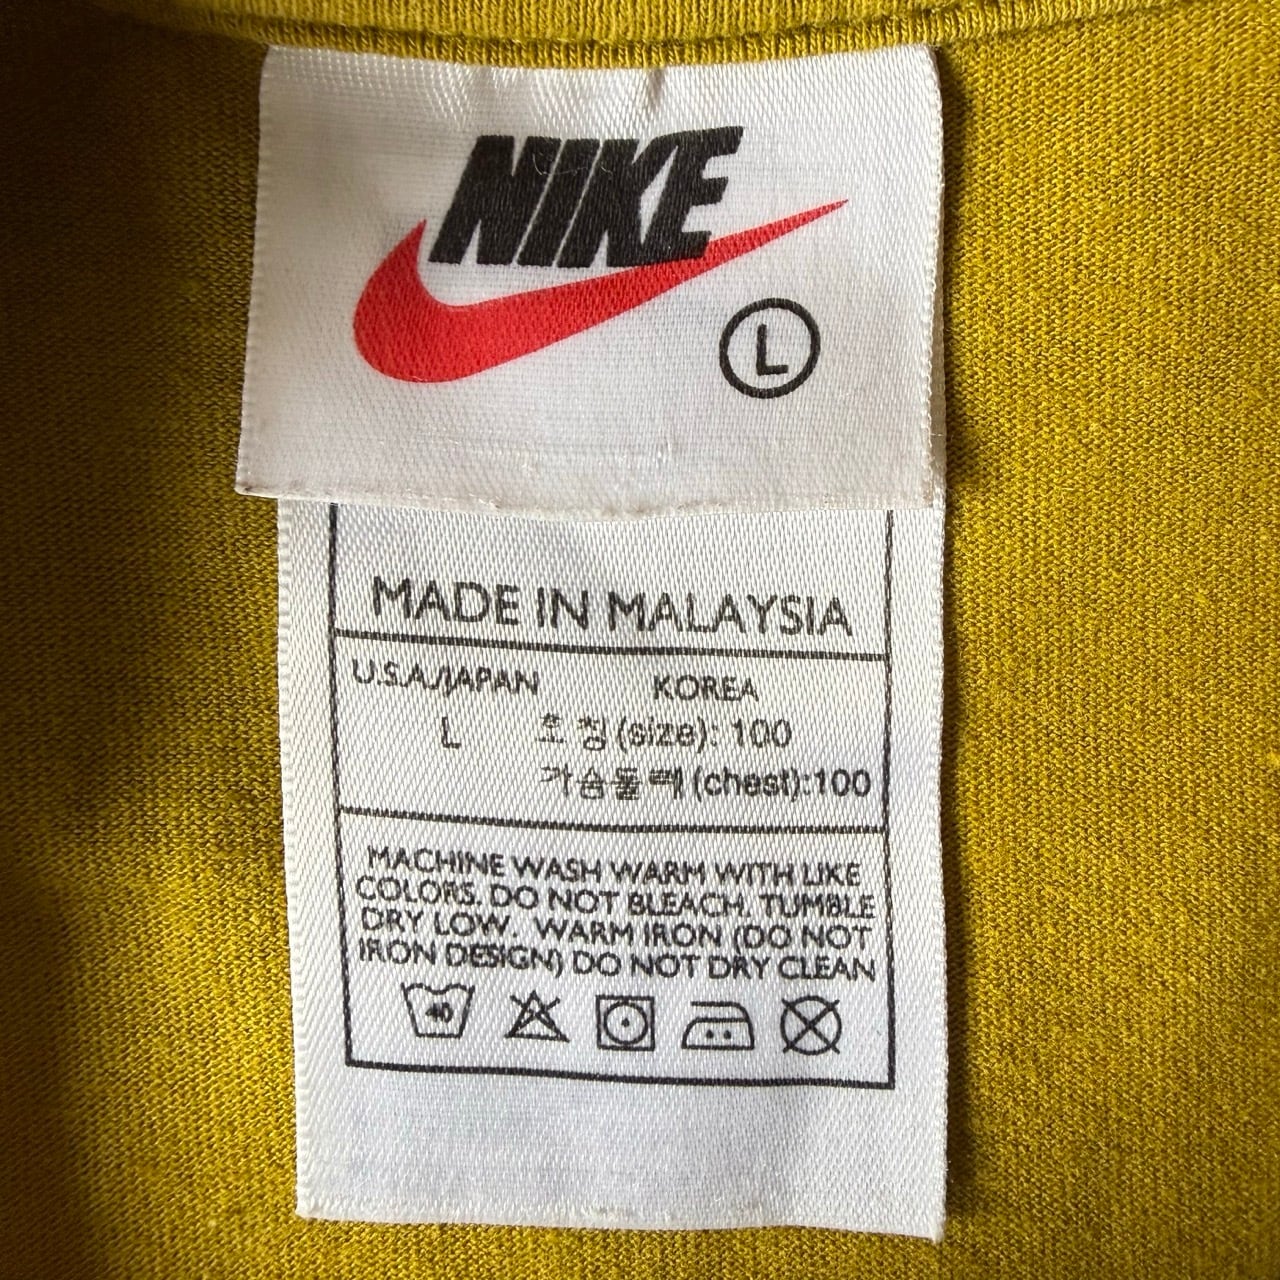 NIKE
L
MADE IN MALAYSIA
U.S.A./JAPAN KOREA
L 호칭(size): 100
가슴둘레(chest):100
MACHINE WASH WARM WITH LIKE
COLORS. DO NOT BLEACH. TUMBLE
DRY LOW. WARM IRON (DO NOT
IRON DESIGN) DO NOT DRY CLEAN
40